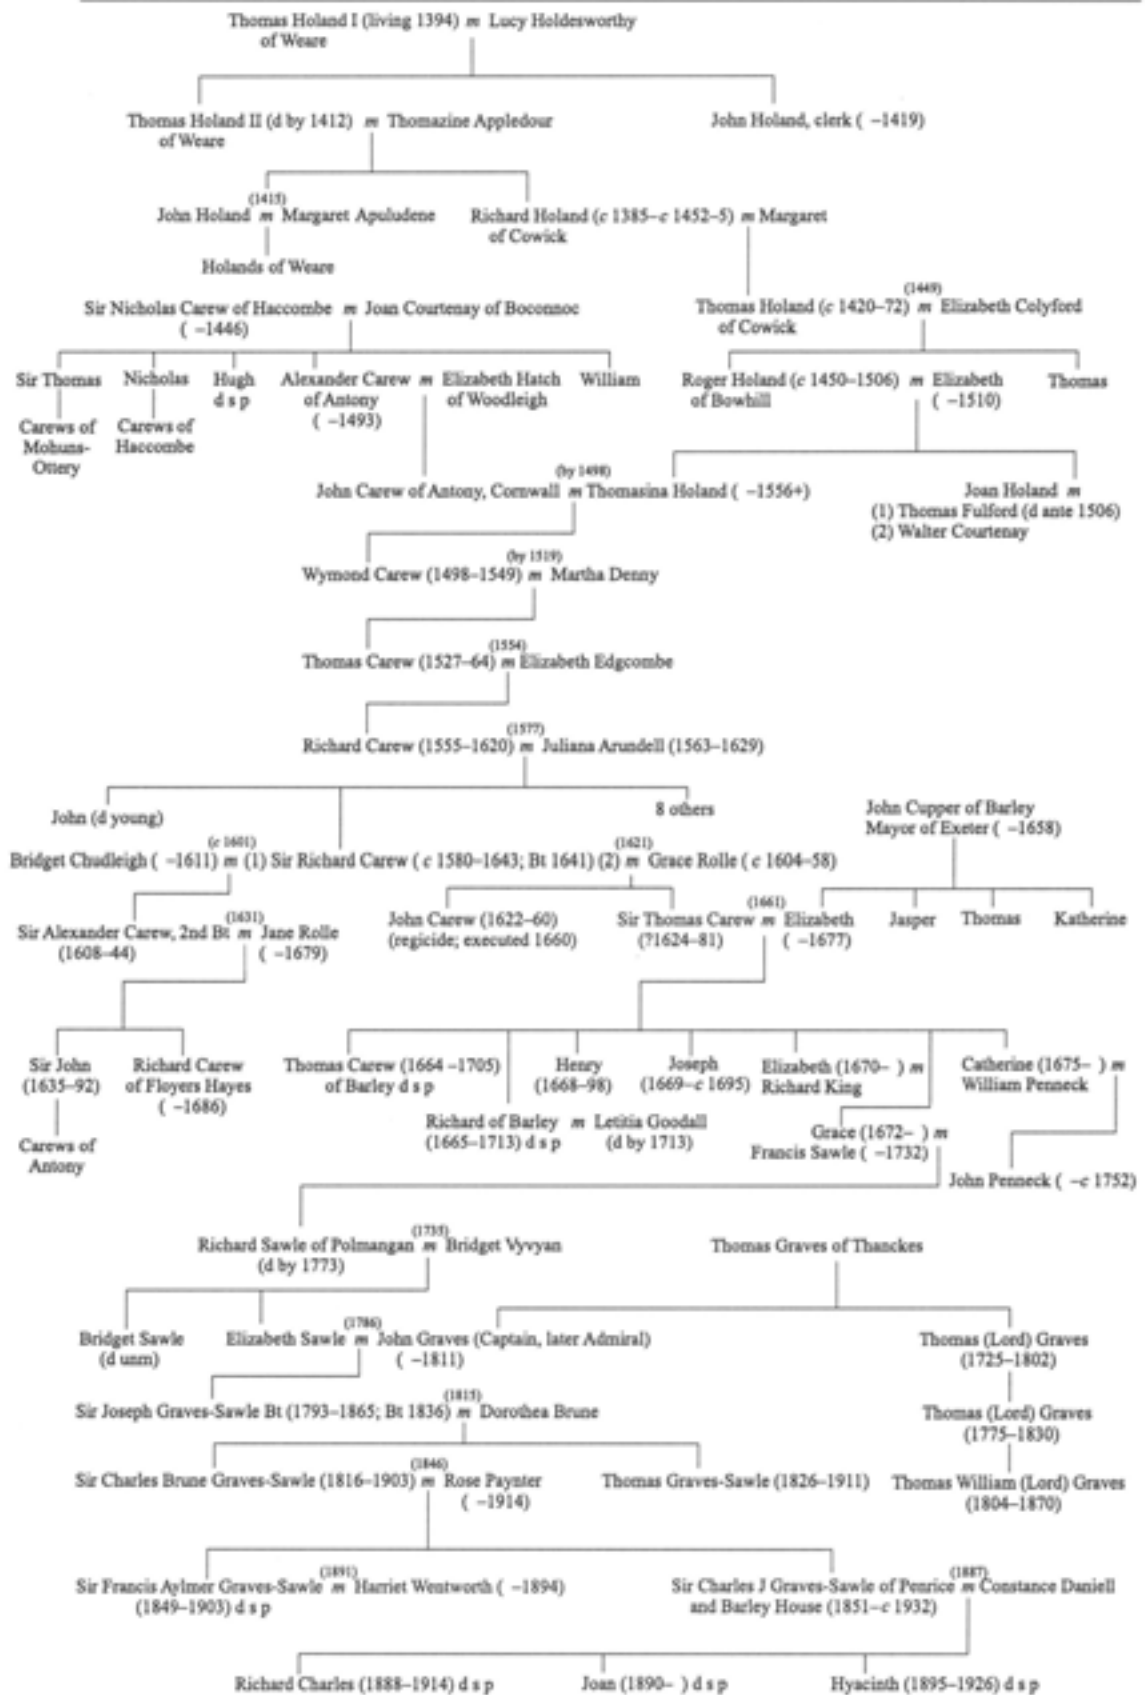 Thomas Holand I (living 1394) m Lucy Holdesworthy
of Weare
Thomas Holand II (d by 1412) m Thomazine Appledour
of Weare
John Holand, clerk ( –1419)
(1415)
John Holand m Margaret Apuludene
Holands of Weare
Richard Holand (c 1385–c 1452–5) m Margaret
of Cowick
(1449)
Thomas Holand (c 1420–72) m Elizabeth Colyford
of Cowick
Sir Nicholas Carew of Haccombe m Joan Courtenay of Boconnoc
( –1446)
Sir Thomas
Carews of
Mohuns-
Ottery
Nicholas
Carews of
Haccombe
Hugh
d s p
Alexander Carew m Elizabeth Hatch
of Antony of Woodleigh
( –1493)
William
Roger Holand (c 1450–1506) m Elizabeth
of Bowhill ( –1510)
Thomas
(by 1498)
John Carew of Antony, Cornwall m Thomasina Holand ( –1556+)
Joan Holand m
(1) Thomas Fulford (d ante 1506)
(2) Walter Courtenay
(by 1519)
Wymond Carew (1498–1549) m Martha Denny
(1554)
Thomas Carew (1527–64) m Elizabeth Edgcombe
(1577)
Richard Carew (1555–1620) m Juliana Arundell (1563–1629)
John (d young)
8 others
John Cupper of Barley
Mayor of Exeter ( –1658)
(c 1601) (1621)
Bridget Chudleigh ( –1611) m (1) Sir Richard Carew ( c 1580–1643; Bt 1641) (2) m Grace Rolle ( c 1604–58)
(1631)
Sir Alexander Carew, 2nd Bt m Jane Rolle
(1608–44) ( –1679)
John Carew (1622–60)
(regicide; executed 1660)
(1661)
Sir Thomas Carew m Elizabeth
(?1624–81) ( –1677)
Jasper
Thomas
Katherine
Sir John
(1635–92)
Carews of
Antony
Richard Carew
of Floyers Hayes
( –1686)
Thomas Carew (1664 –1705)
of Barley d s p
Richard of Barley m Letitia Goodall
(1665–1713) d s p (d by 1713)
Henry
(1668–98)
Joseph
(1669–c 1695)
Elizabeth (1670– ) m
Richard King
Grace (1672– ) m
Francis Sawle ( –1732)
Catherine (1675– ) m
William Penneck
John Penneck ( –c 1752)
(1735)
Richard Sawle of Polmangan m Bridget Vyvyan
(d by 1773)
Thomas Graves of Thanckes
Bridget Sawle
(d unm)
(1786)
Elizabeth Sawle m John Graves (Captain, later Admiral)
( –1811)
Thomas (Lord) Graves
(1725–1802)
(1815)
Sir Joseph Graves-Sawle Bt (1793–1865; Bt 1836) m Dorothea Brune
Thomas (Lord) Graves
(1775–1830)
(1846)
Sir Charles Brune Graves-Sawle (1816–1903) m Rose Paynter
( –1914)
Thomas Graves-Sawle (1826–1911)
Thomas William (Lord) Graves
(1804–1870)
(1891)
Sir Francis Aylmer Graves-Sawle m Harriet Wentworth ( –1894)
(1849–1903) d s p
(1887)
Sir Charles J Graves-Sawle of Penrice m Constance Daniell
and Barley House (1851–c 1932)
Richard Charles (1888–1914) d s p
Joan (1890– ) d s p
Hyacinth (1895–1926) d s p